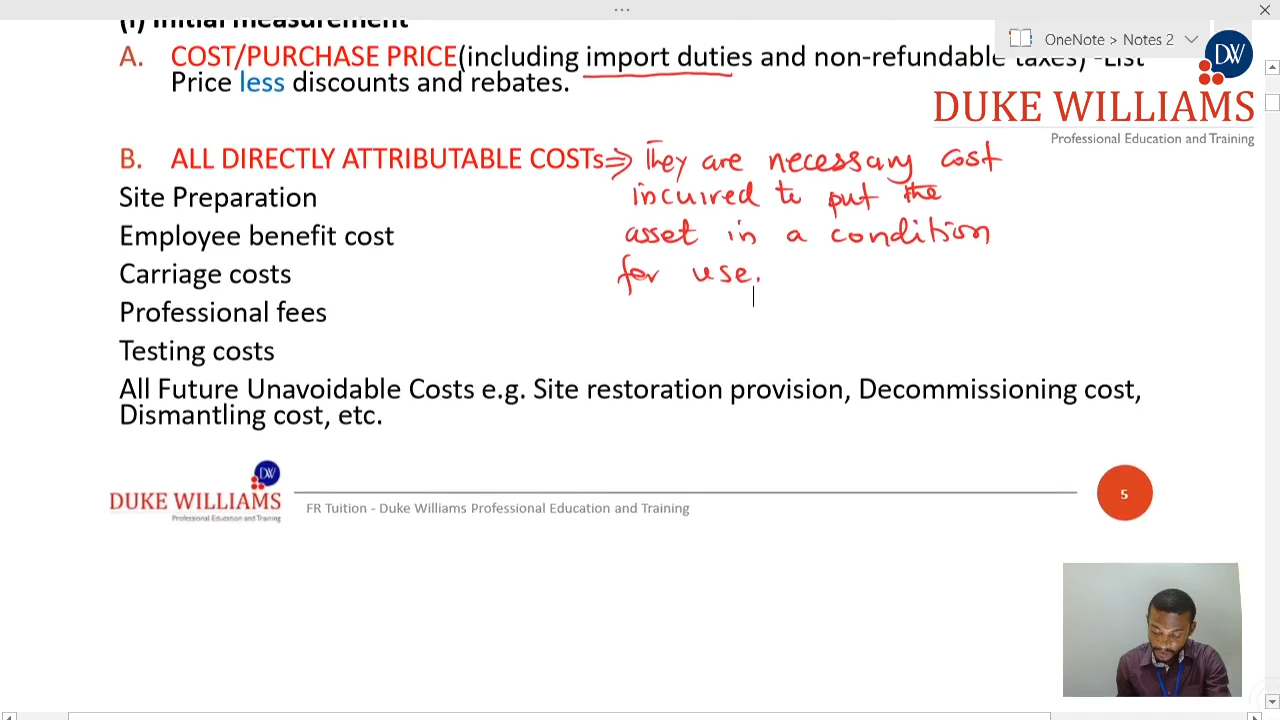 (i) Initial measurement
OneNote > Notes 2
A. COST/PURCHASE PRICE(including import duties and non-refundable taxes) -List
Price less discounts and rebates.
DW
DUKE WILLIAMS
Professional Education and Training
B. ALL DIRECTLY ATTRIBUTABLE COSTs⇒ They are necessary cost
incurred to put the
asset in a condition
for use.
Site Preparation
Employee benefit cost
Carriage costs
Professional fees
Testing costs
All Future Unavoidable Costs e.g. Site restoration provision, Decommissioning cost,
Dismantling cost, etc.
DW
DUKE WILLIAMS
Professional Education and Training
FR Tuition - Duke Williams Professional Education and Training
5